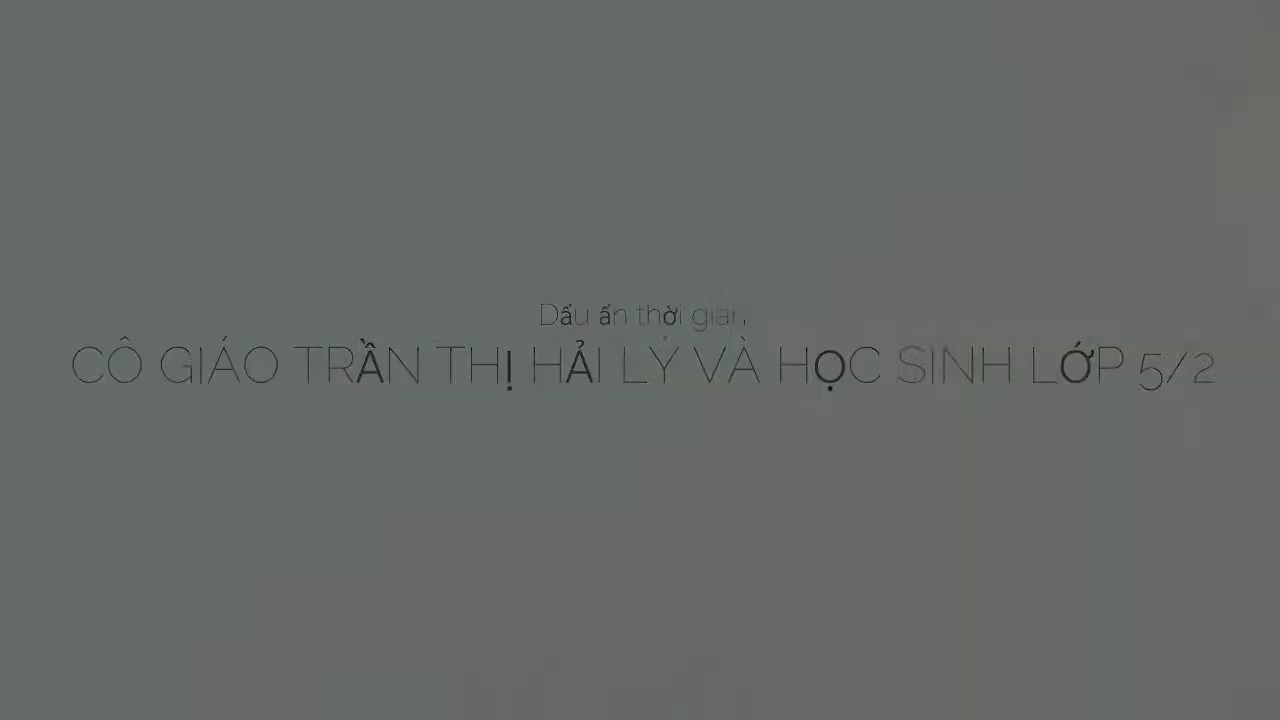 Dấu ấn thời gian
CÔ GIÁO TRẦN THỊ HẢI LÝ VÀ HỌC SINH LỚP 5/2